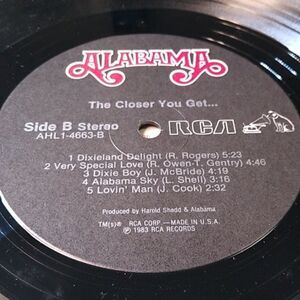 ALABAMA
The Closer You Get...
Side B Stereo
AHL1-4663-B
RCA
1 Dixieland Delight (R. Rogers) 5:23
2 Very Special Love (R. Owen-T. Gentry) 4:46
3 Dixie Boy (J. McBride) 4:19
4 Alabama Sky (L. Shell) 3:25
5 Lovin' Man (J. Cook) 5:32
Produced by Harold Shedd & Alabama
TM(s)® RCA CORP.—MADE IN U.S.A.
℗ 1983 RCA RECORDS